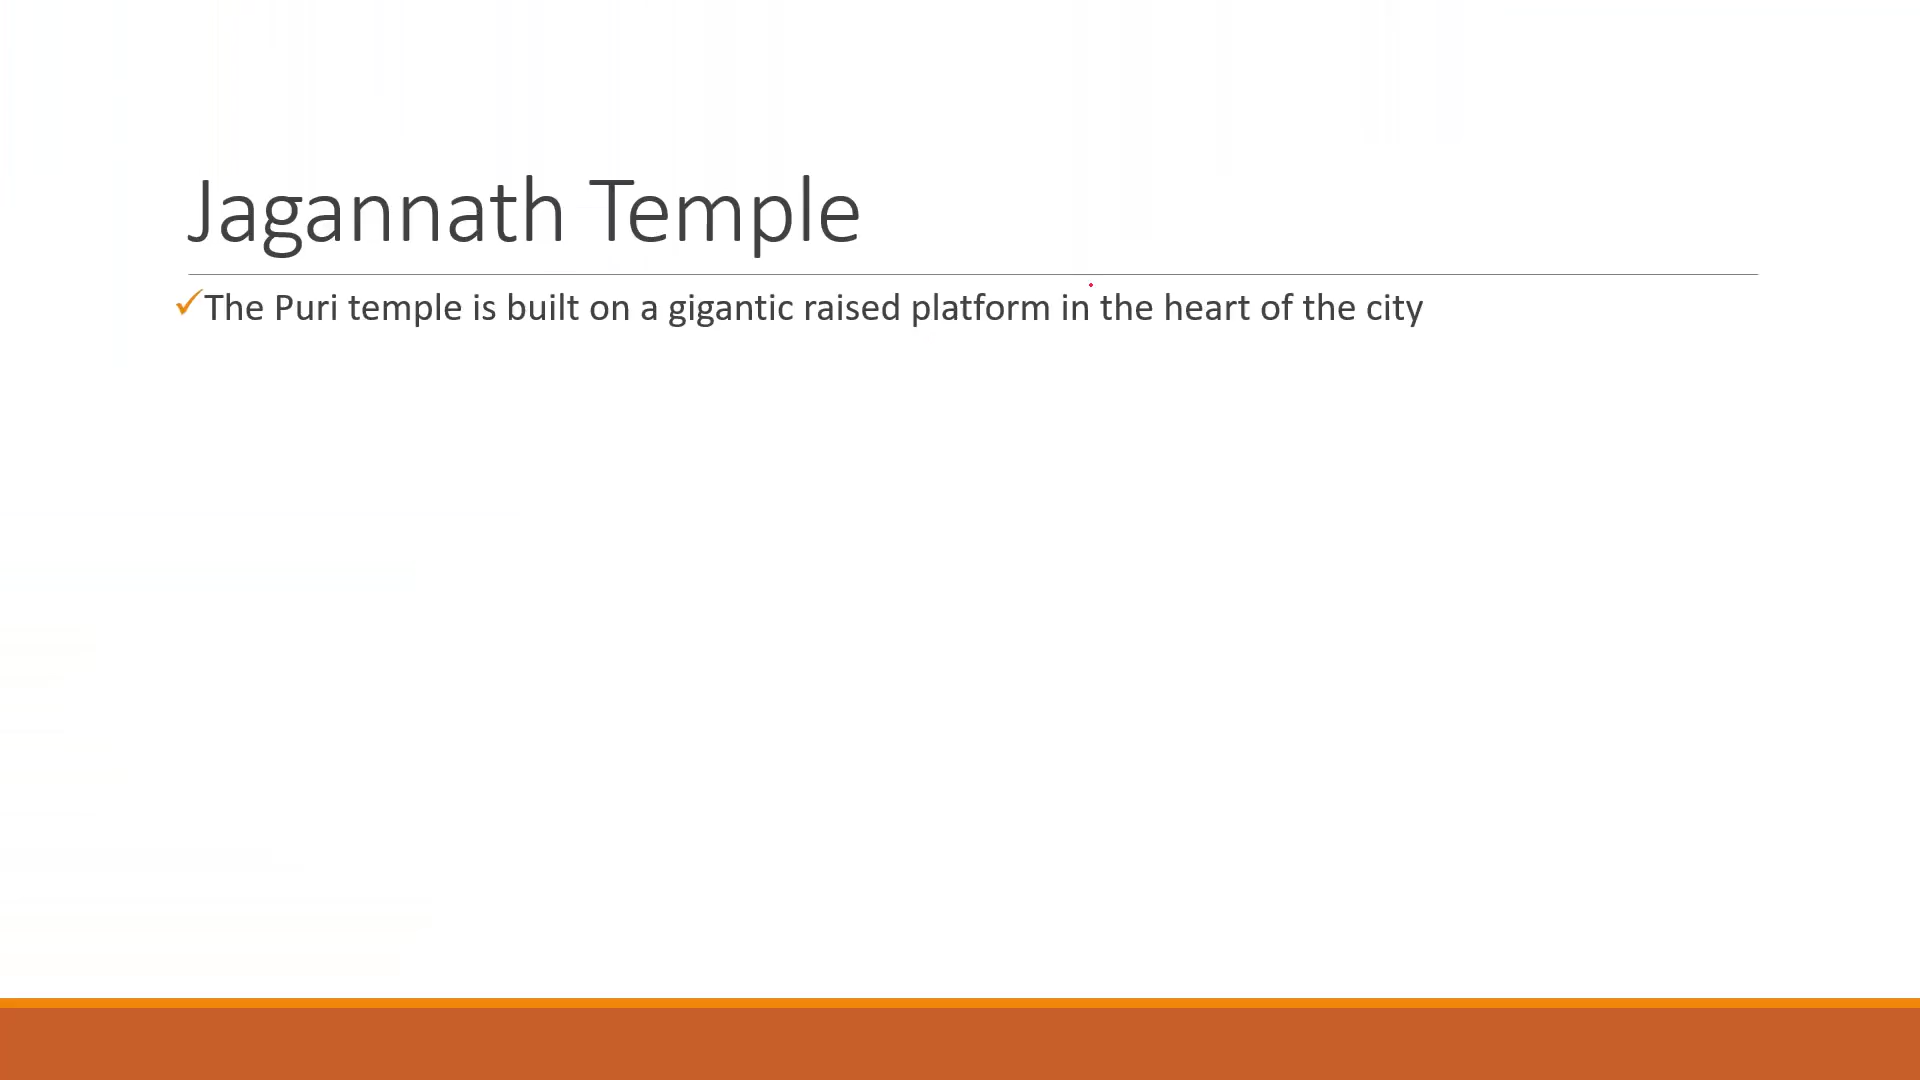 Jagannath Temple
✓The Puri temple is built on a gigantic raised platform in the heart of the city